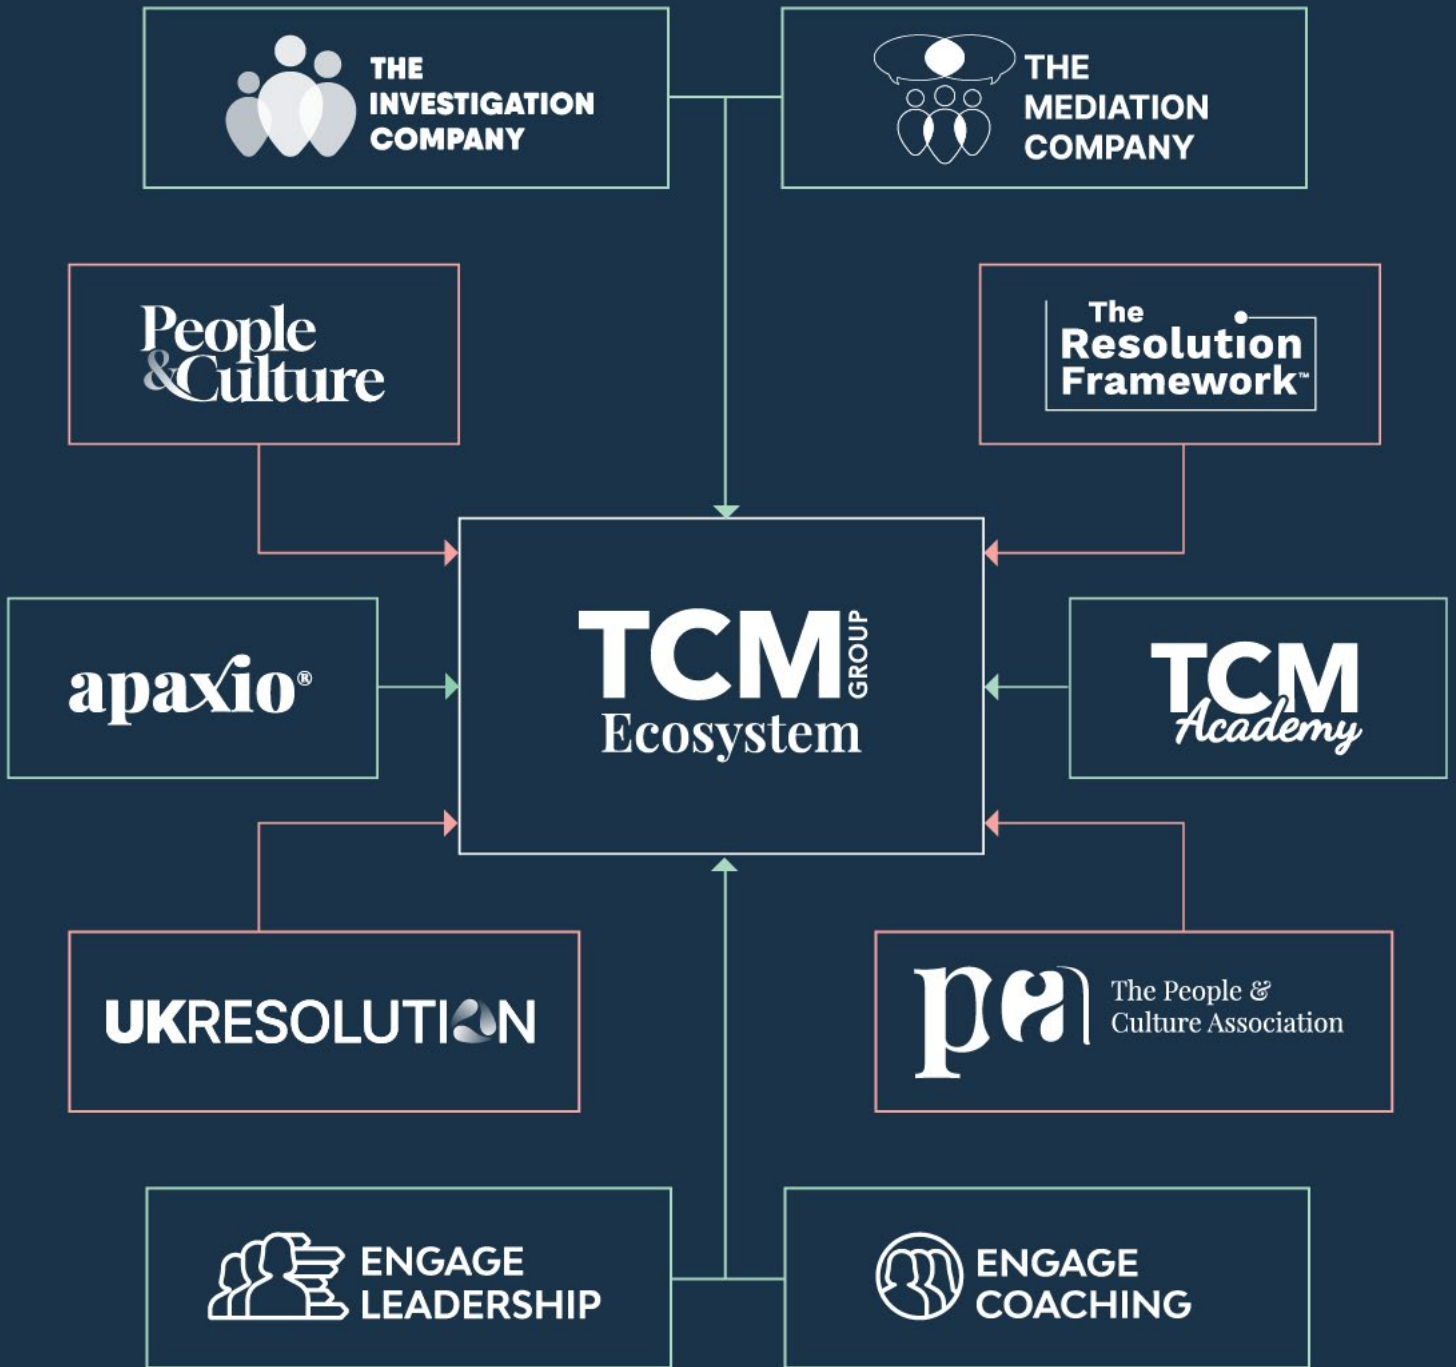 THE
INVESTIGATION
COMPANY
THE
MEDIATION
COMPANY
People
&Culture
The
Resolution
Framework™
apaxio®
TCM GROUP
Ecosystem
TCM
Academy
UKRESOLUTION
pca
The People &
Culture Association
ENGAGE
LEADERSHIP
ENGAGE
COACHING